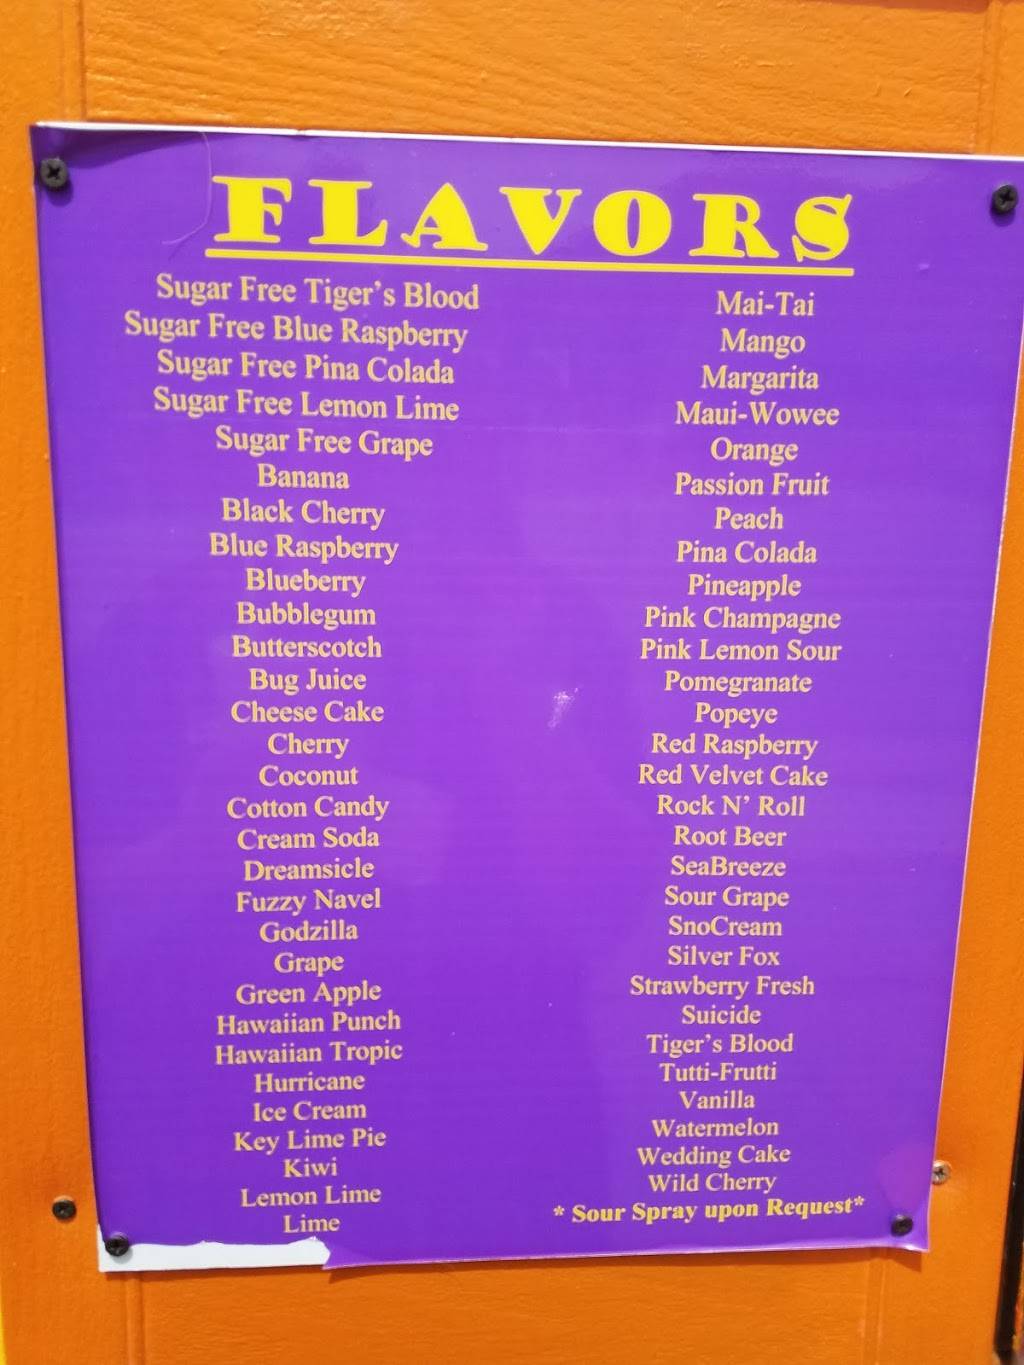 FLAVORS
Sugar Free Tiger's Blood
Sugar Free Blue Raspberry
Sugar Free Pina Colada
Sugar Free Lemon Lime
Sugar Free Grape
Banana
Black Cherry
Blue Raspberry
Blueberry
Bubblegum
Butterscotch
Bug Juice
Cheese Cake
Cherry
Coconut
Cotton Candy
Cream Soda
Dreamsicle
Fuzzy Navel
Godzilla
Grape
Green Apple
Hawaiian Punch
Hawaiian Tropic
Hurricane
Ice Cream
Key Lime Pie
Kiwi
Lemon Lime
Lime
Mai-Tai
Mango
Margarita
Maui-Wowee
Orange
Passion Fruit
Peach
Pina Colada
Pineapple
Pink Champagne
Pink Lemon Sour
Pomegranate
Popeye
Red Raspberry
Red Velvet Cake
Rock N' Roll
Root Beer
SeaBreeze
Sour Grape
SnoCream
Silver Fox
Strawberry Fresh
Suicide
Tiger's Blood
Tutti-Frutti
Vanilla
Watermelon
Wedding Cake
Wild Cherry
* Sour Spray upon Request*